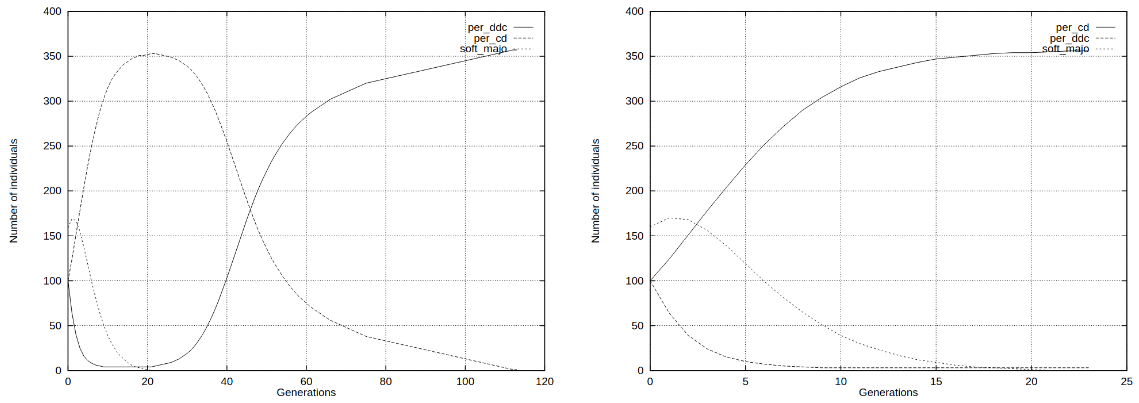 400
350
300
250
200
150
100
50
0
Number of individuals
per_ddc
per_cd
soft_majo
0 20 40 60 80 100 120
Generations
400
350
300
250
200
150
100
50
0
Number of individuals
per_cd
per_ddc
soft_majo
0 5 10 15 20 25
Generations